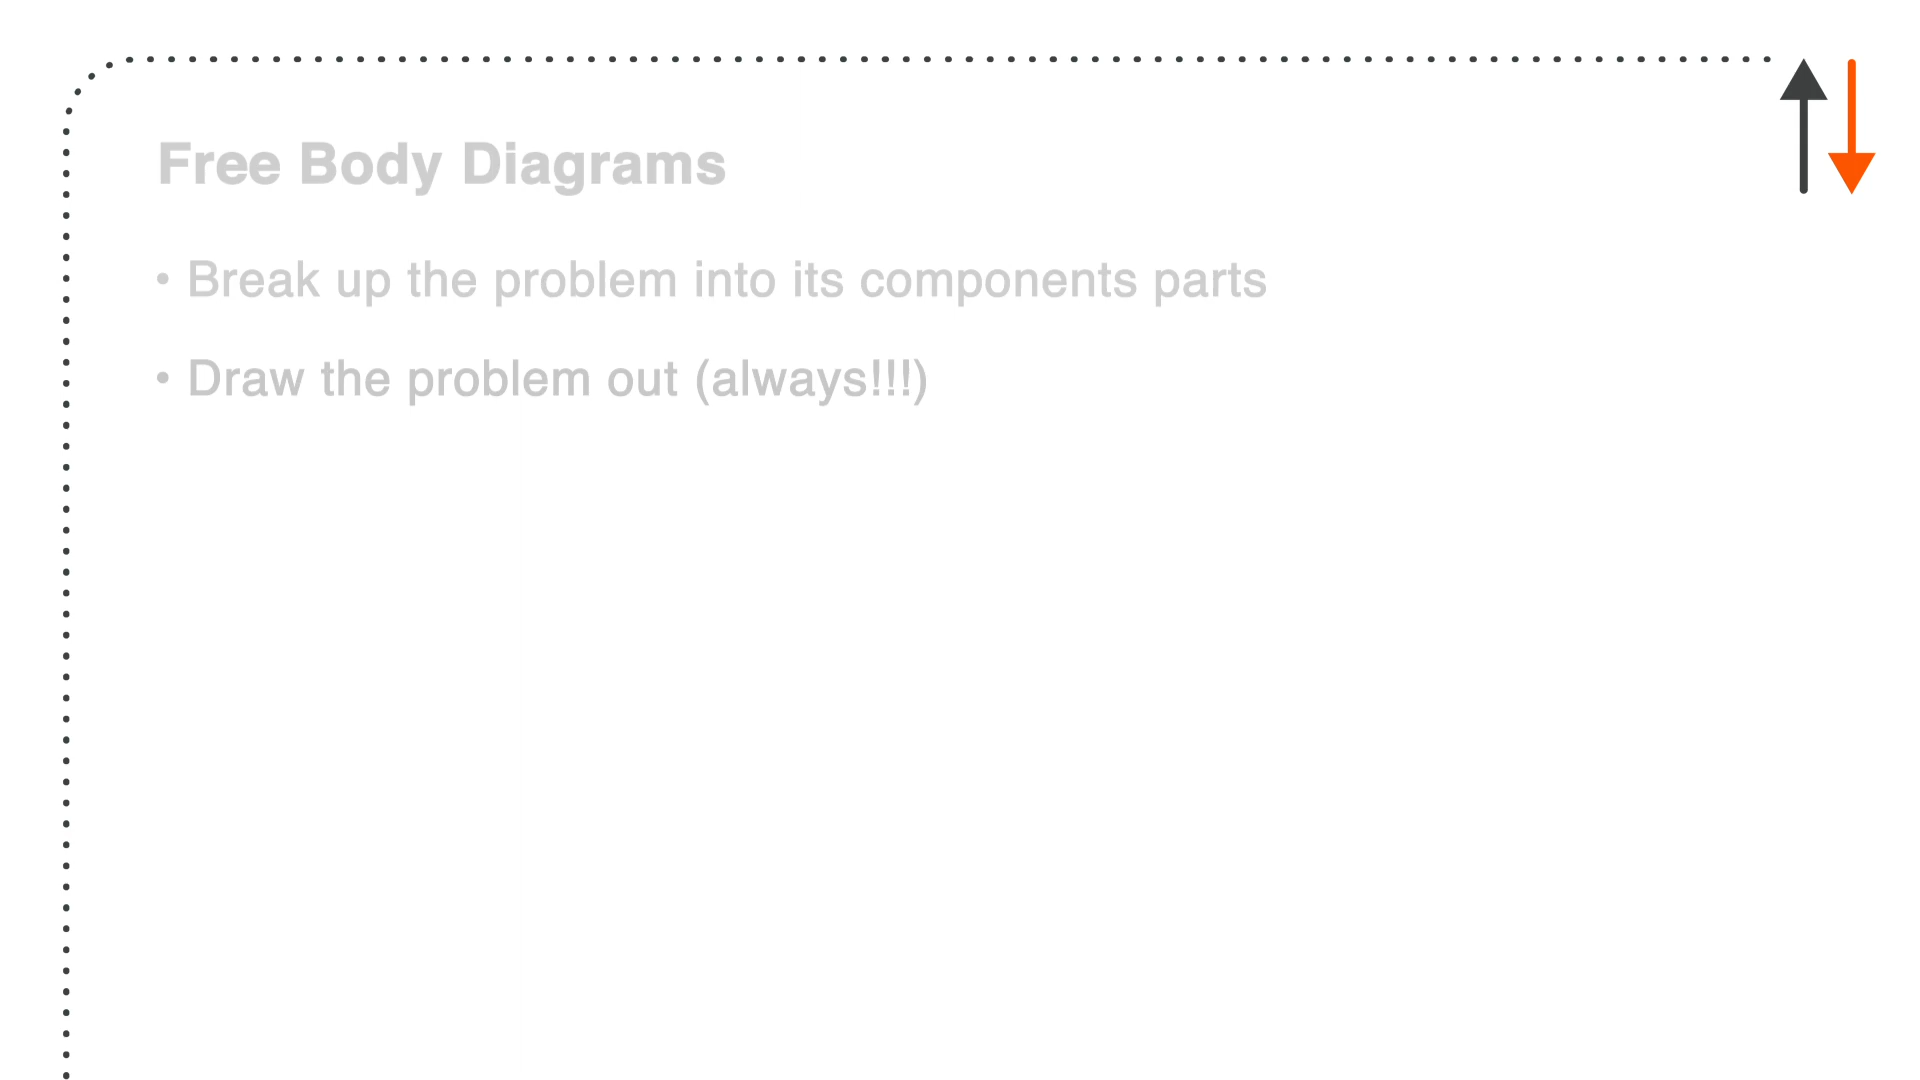 Free Body Diagrams
• Break up the problem into its components parts
• Draw the problem out (always!!!)